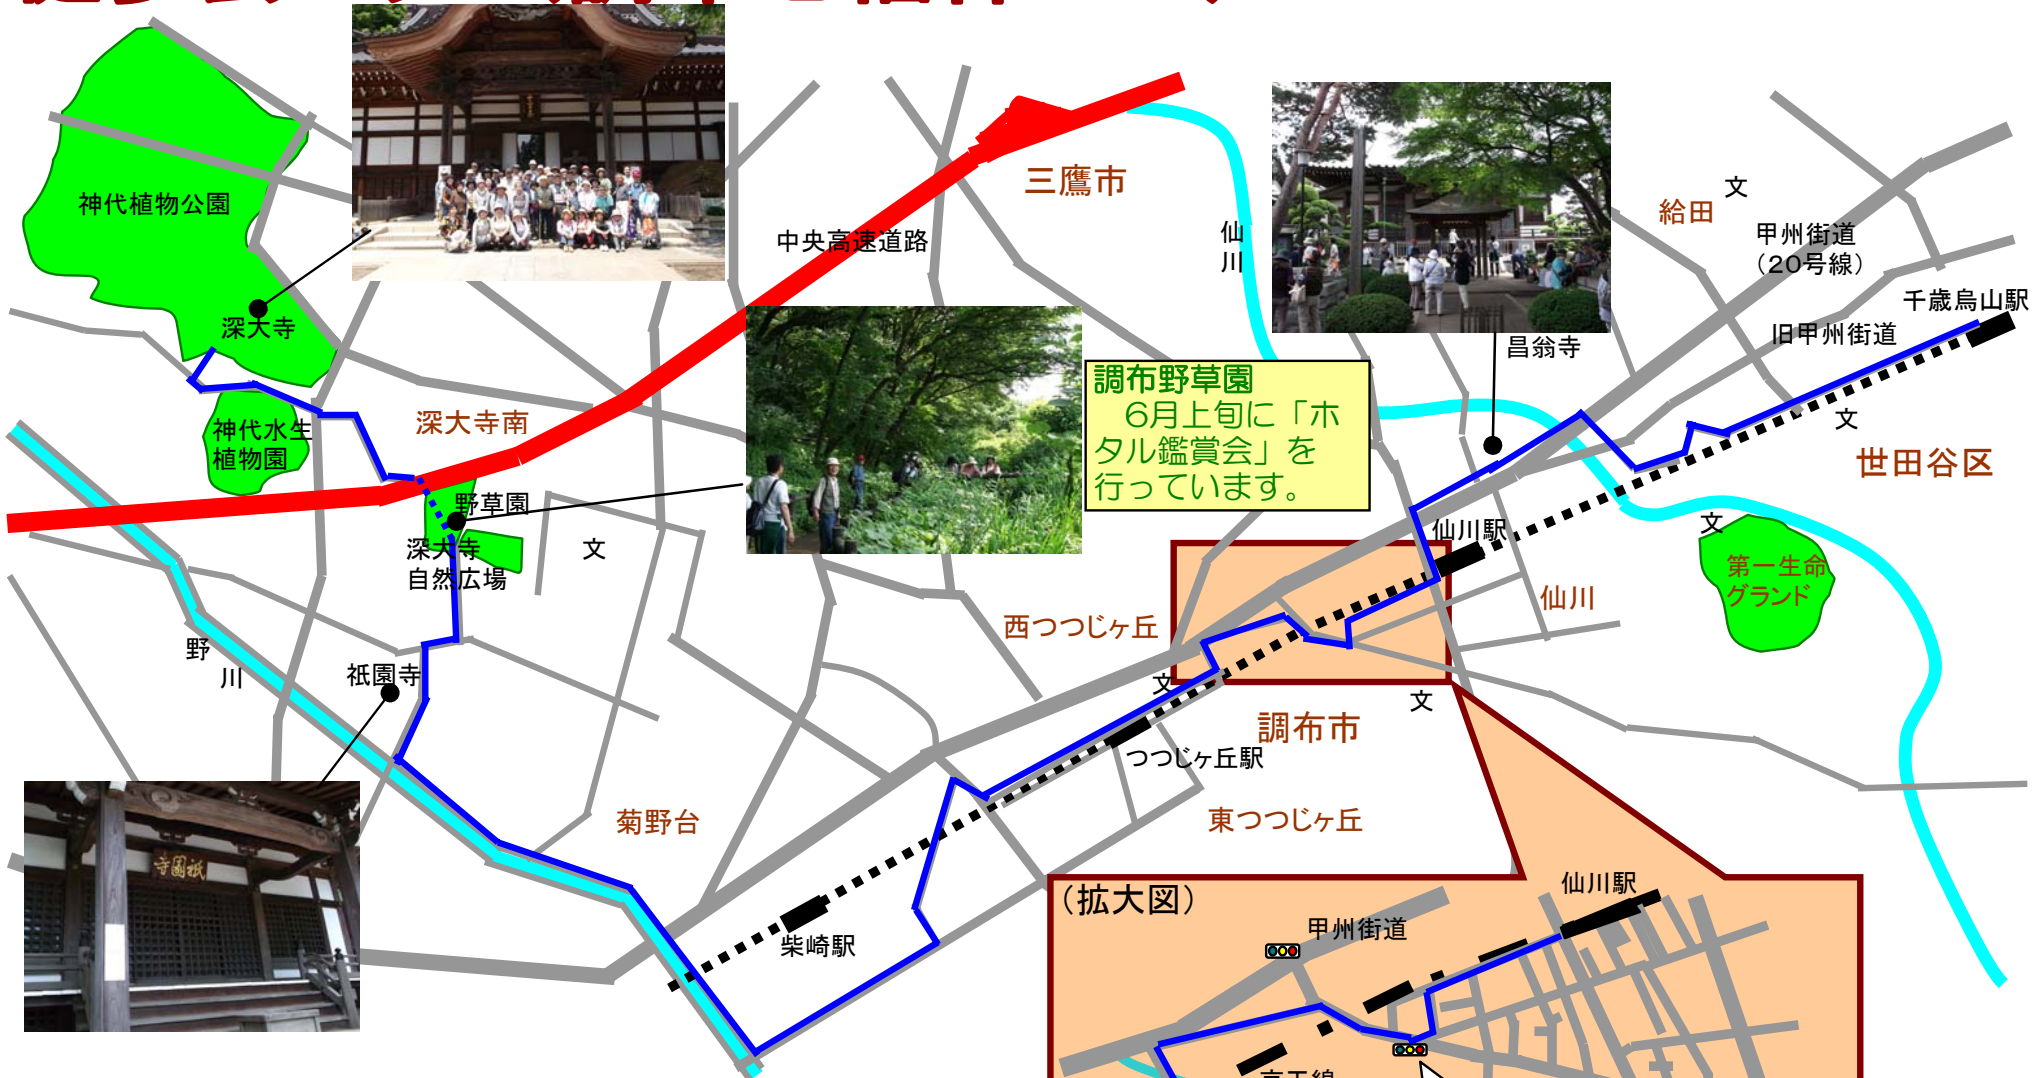 三鷹市
文
神代植物公園
給田
中央高速道路
仙
川
甲州街道
（20号線）
千歳烏山駅
深大寺
旧甲州街道
昌翁寺
調布野草園
6月上旬に「ホ
タル鑑賞会」を
行っています。
深大寺南
文
神代水生
植物園
世田谷区
野草園
文
仙川駅
深大寺
自然広場
文
第一生命
グランド
仙川
西つつじヶ丘
野
川
祇園寺
文
文
調布市
つつじヶ丘駅
菊野台
東つつじヶ丘
祇園寺
（拡大図）
仙川駅
甲州街道
柴崎駅